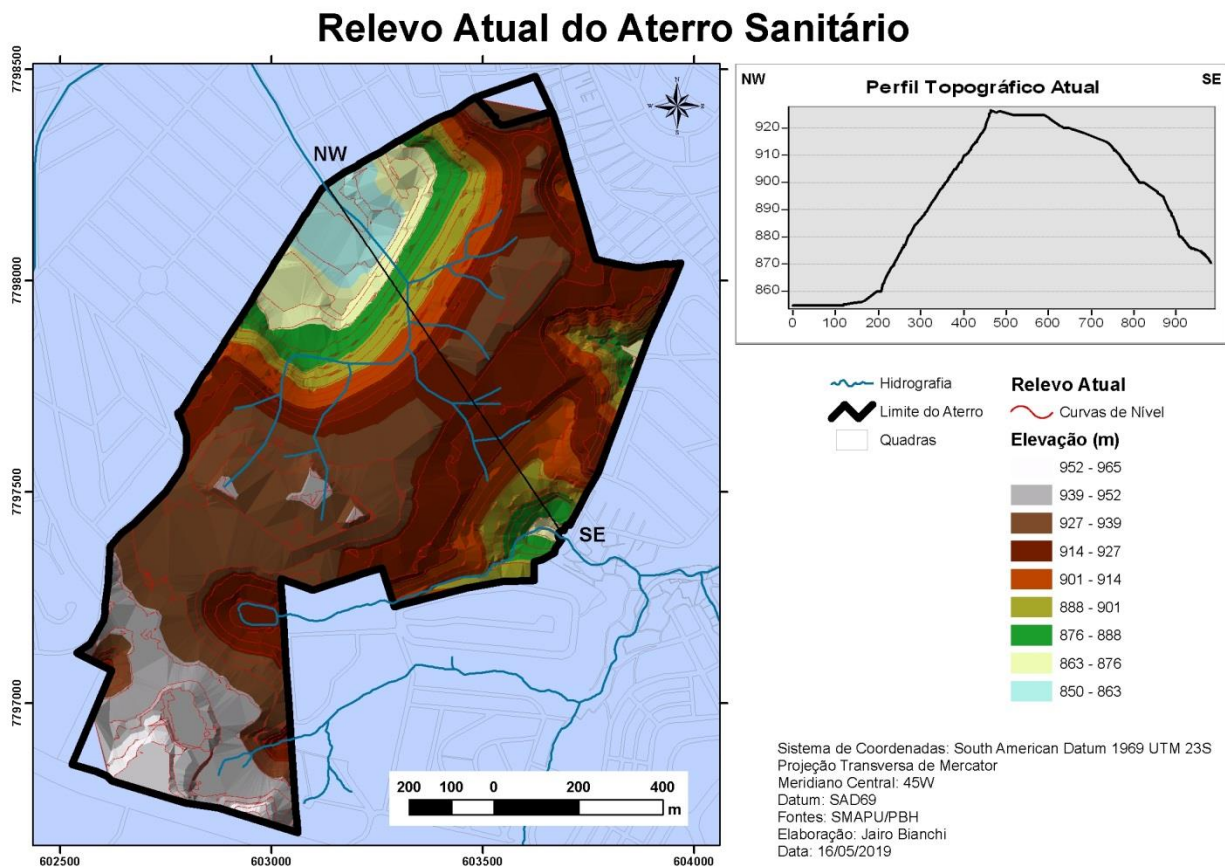 Relevo Atual do Aterro Sanitário
7798500
7798000
7797500
7797000
602500
603000
603500
604000
N
W
E
S
NW
SE
200 100 0 200 400
m
NW
SE
Perfil Topográfico Atual
920
910
900
890
880
870
860
0 100 200 300 400 500 600 700 800 900
Hidrografia
Limite do Aterro
Quadras
Relevo Atual
Curvas de Nível
Elevação (m)
952 - 965
939 - 952
927 - 939
914 - 927
901 - 914
888 - 901
876 - 888
863 - 876
850 - 863
Sistema de Coordenadas: South American Datum 1969 UTM 23S
Projeção Transversa de Mercator
Meridiano Central: 45W
Datum: SAD69
Fontes: SMAPU/PBH
Elaboração: Jairo Bianchi
Data: 16/05/2019